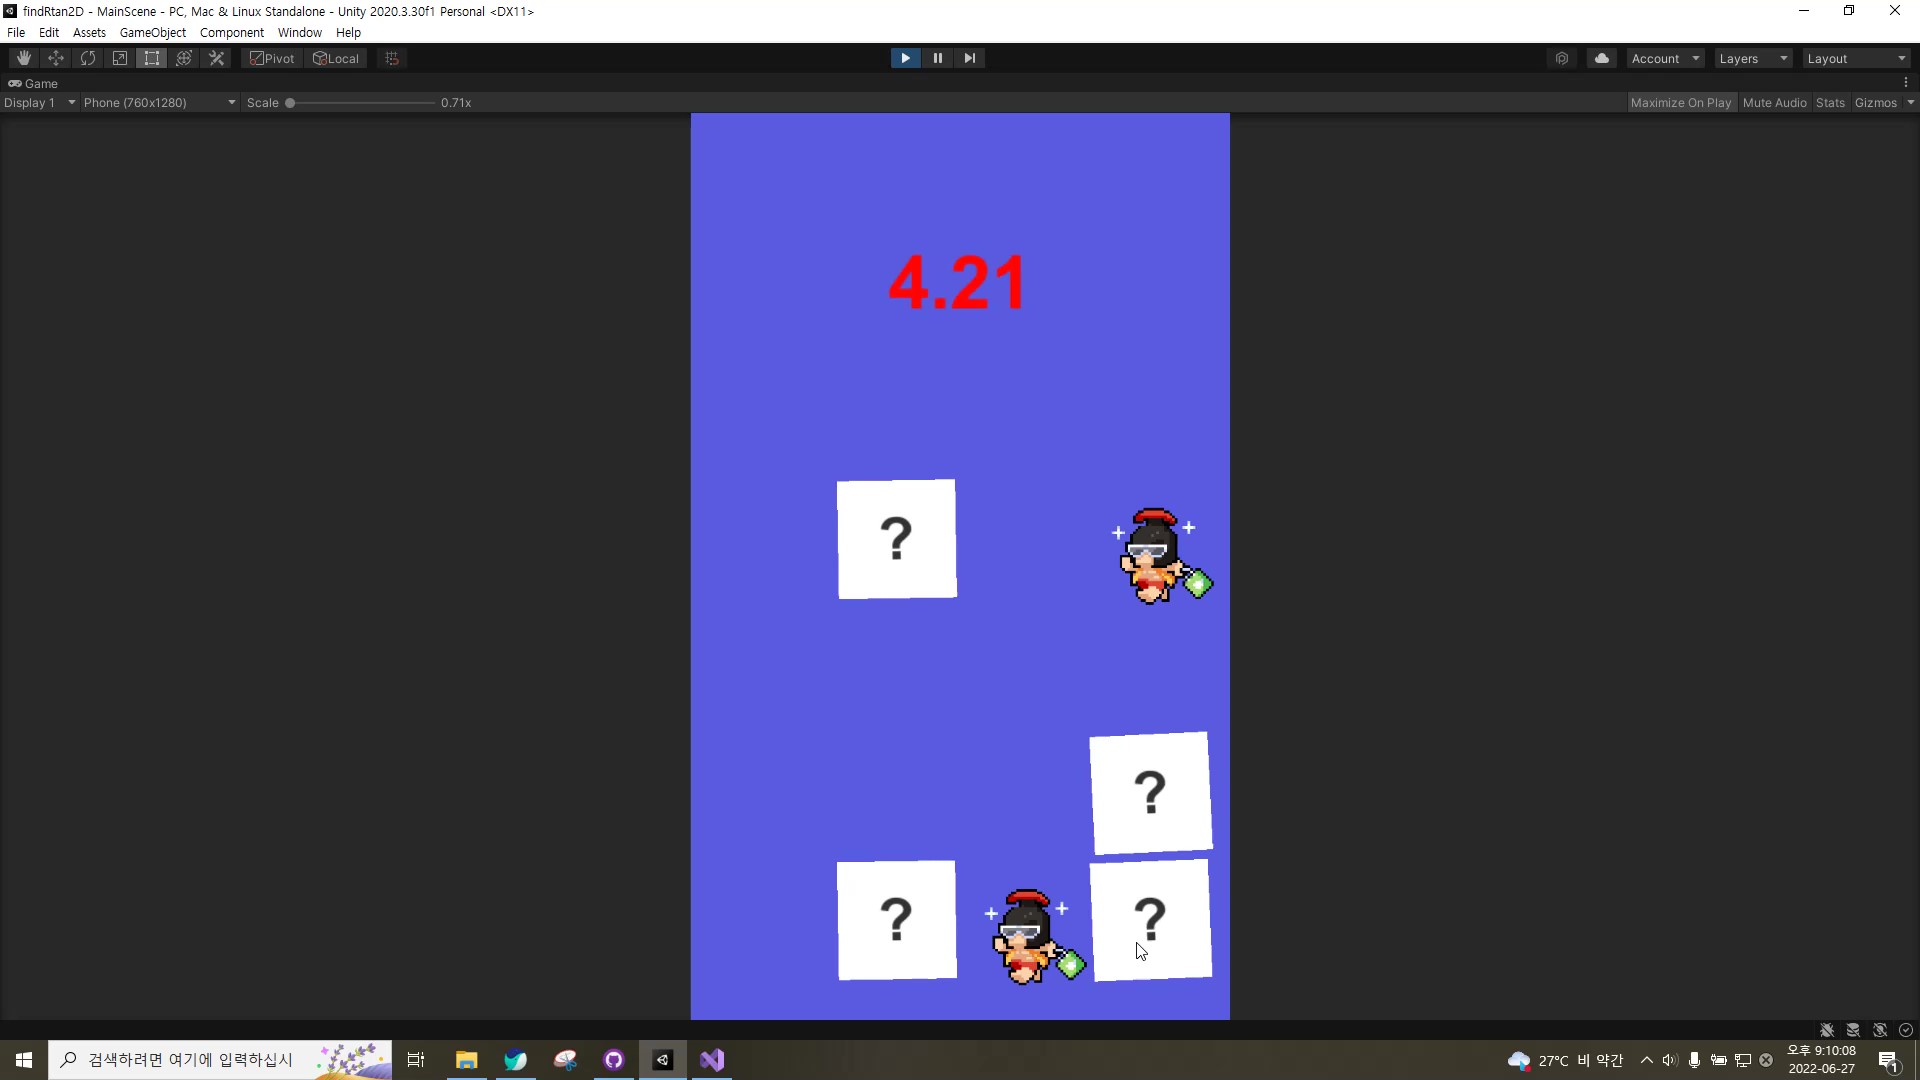 findRtan2D - MainScene - PC, Mac & Linux Standalone - Unity 2020.3.30f1 Personal <DX11>
File Edit Assets GameObject Component Window Help
Pivot Local Account Layers Layout
Game
Display 1 Phone (760x1280) Scale 0.71x Maximize On Play Mute Audio Stats Gizmos
4.21
?
?
? ?
검색하려면 여기에 입력하십시 27°C 비 약간 오후 9:10:08
2022-06-27 1